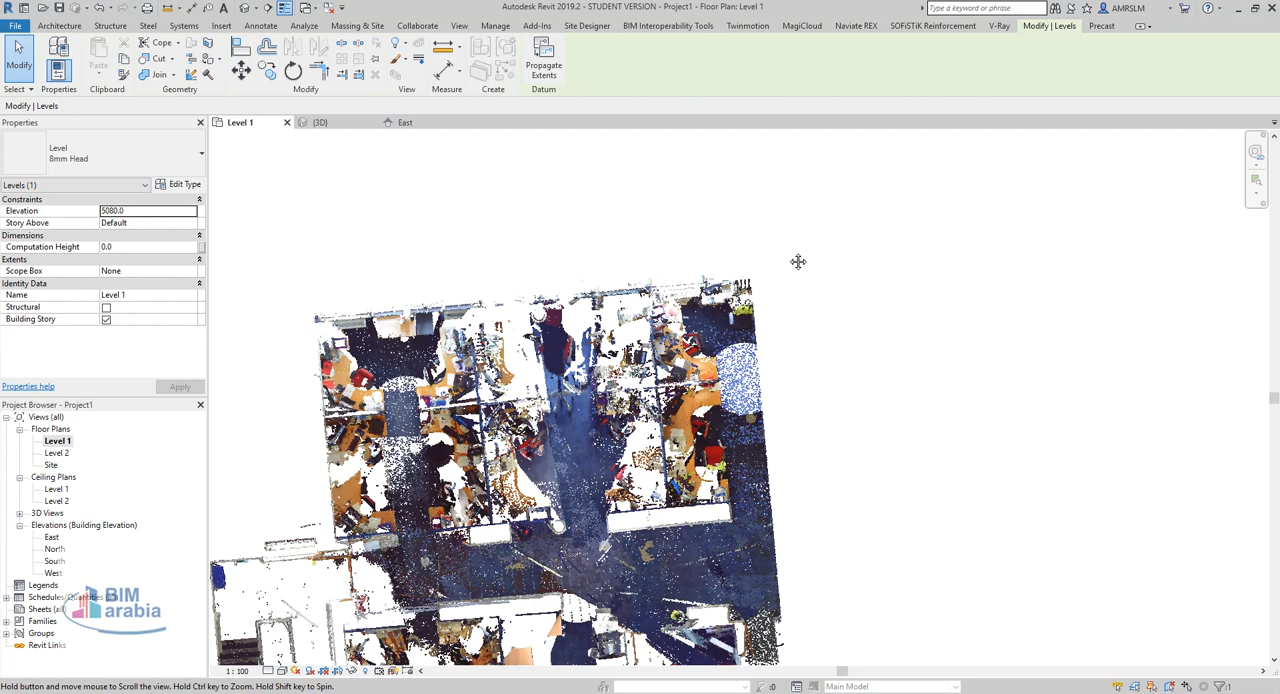 Autodesk Revit 2019.2 - STUDENT VERSION - Project1 - Floor Plan: Level 1
Type a keyword or phrase
AMRSLM
File Architecture Structure Steel Systems Insert Annotate Analyze Massing & Site Collaborate View Manage Add-Ins Site Designer BIM Interoperability Tools Twinmotion MagiCloud Naviate REX SOFiSTiK Reinforcement V-Ray Modify | Levels Precast
Modify Paste Cope Cut Join Propagate Extents
Select Properties Clipboard Geometry Modify View Measure Create Datum
Modify | Levels
Properties
Level 1 {3D} East
Level
8mm Head
Levels (1) Edit Type
Constraints
Elevation 5080.0
Story Above Default
Dimensions
Computation Height 0.0
Extents
Scope Box None
Identity Data
Name Level 1
Structural
Building Story
Properties help Apply
Project Browser - Project1
Views (all)
Floor Plans
Level 1
Level 2
Site
Ceiling Plans
Level 1
Level 2
3D Views
Elevations (Building Elevation)
East
North
South
West
Legends
Schedules/Quantities
Sheets (all
Families
Groups
Revit Links
BIM
arabia
1 : 100
Hold button and move mouse to Scroll the view. Hold Ctrl key to Zoom. Hold Shift key to Spin.
:0
Main Model
:1